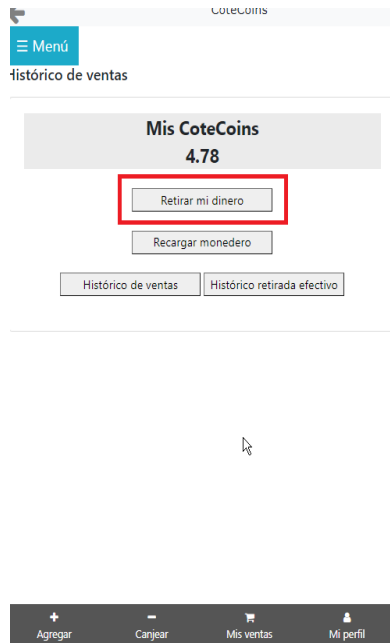 CoteCoins
☰ Menú
Histórico de ventas
Mis CoteCoins
4.78
Retirar mi dinero
Recargar monedero
Histórico de ventas Histórico retirada efectivo
Agregar Canjear Mis ventas Mi perfil